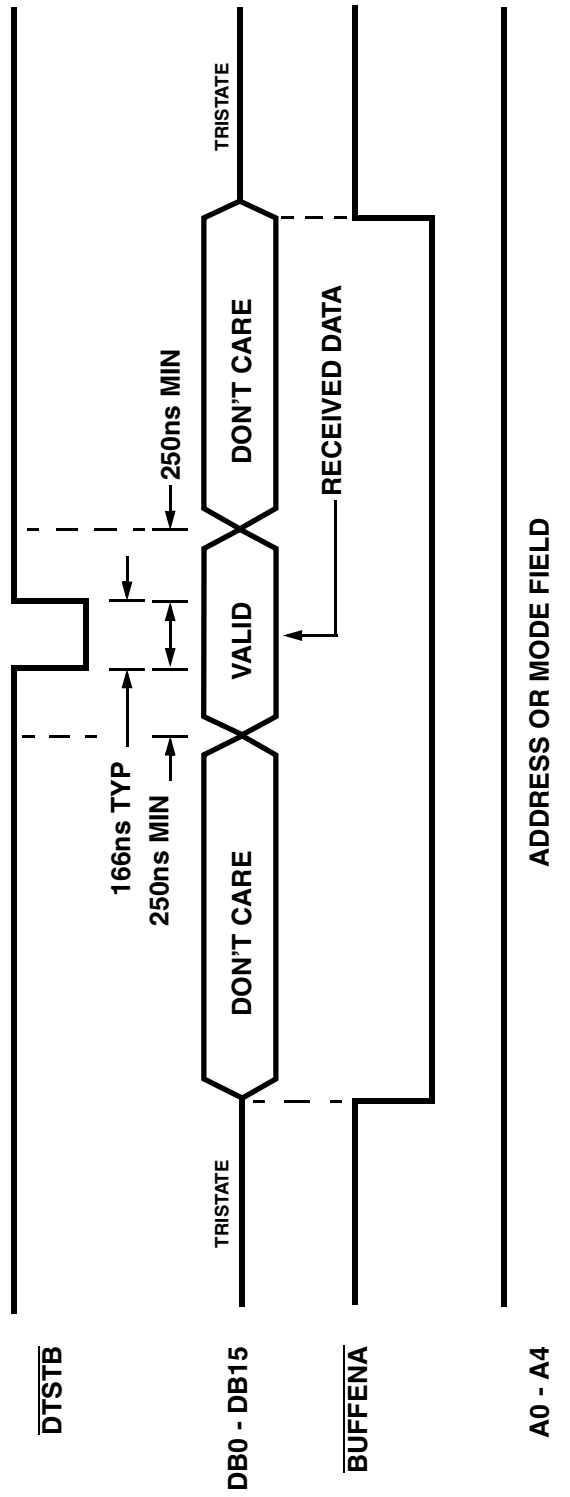 DTSTB
166ns TYP
250ns MIN
250ns MIN
DB0 - DB15
TRISTATE
DON'T CARE
VALID
DON'T CARE
TRISTATE
RECEIVED DATA
BUFFENA
A0 - A4
ADDRESS OR MODE FIELD